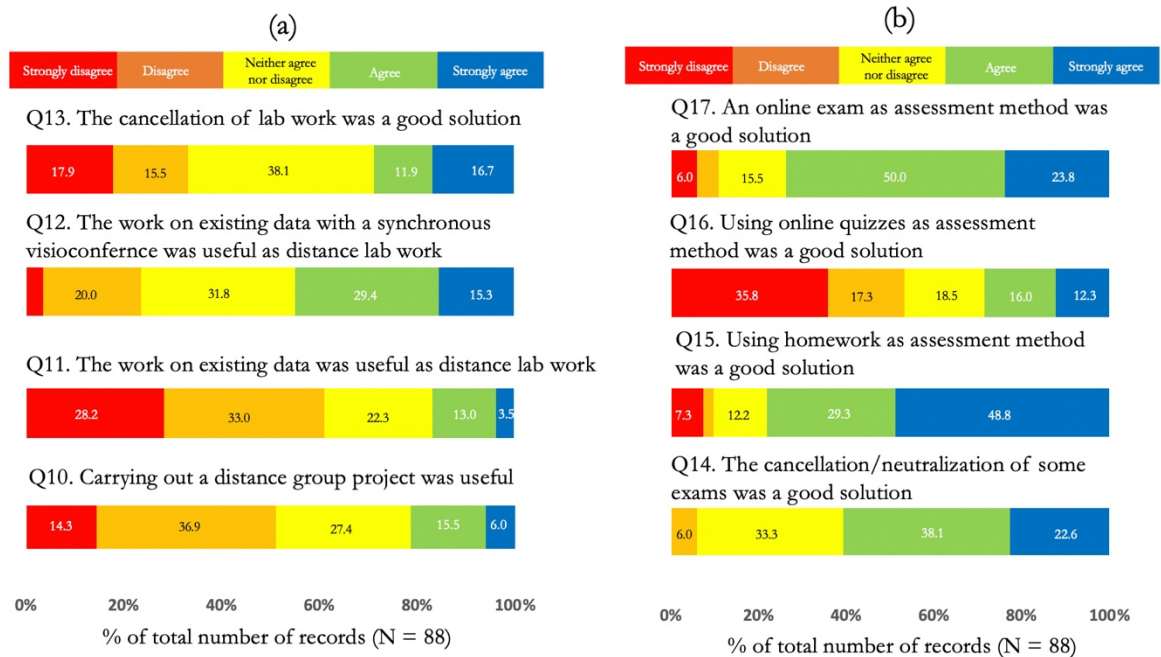 (a)
Strongly disagree Disagree Neither agree nor disagree Agree Strongly agree
Q13. The cancellation of lab work was a good solution
17.9 15.5 38.1 11.9 16.7
Q12. The work on existing data with a synchronous
visioconfernce was useful as distance lab work
20.0 31.8 29.4 15.3
Q11. The work on existing data was useful as distance lab work
28.2 33.0 22.3 13.0 3.5
Q10. Carrying out a distance group project was useful
14.3 36.9 27.4 15.5 6.0
0% 20% 40% 60% 80% 100%
% of total number of records (N = 88)
(b)
Strongly disagree Disagree Neither agree nor disagree Agree Strongly agree
Q17. An online exam as assessment method was
a good solution
6.0 15.5 50.0 23.8
Q16. Using online quizzes as assessment
method was a good solution
35.8 17.3 18.5 16.0 12.3
Q15. Using homework as assessment method
was a good solution
7.3 12.2 29.3 48.8
Q14. The cancellation/neutralization of some
exams was a good solution
6.0 33.3 38.1 22.6
0% 20% 40% 60% 80% 100%
% of total number of records (N = 88)